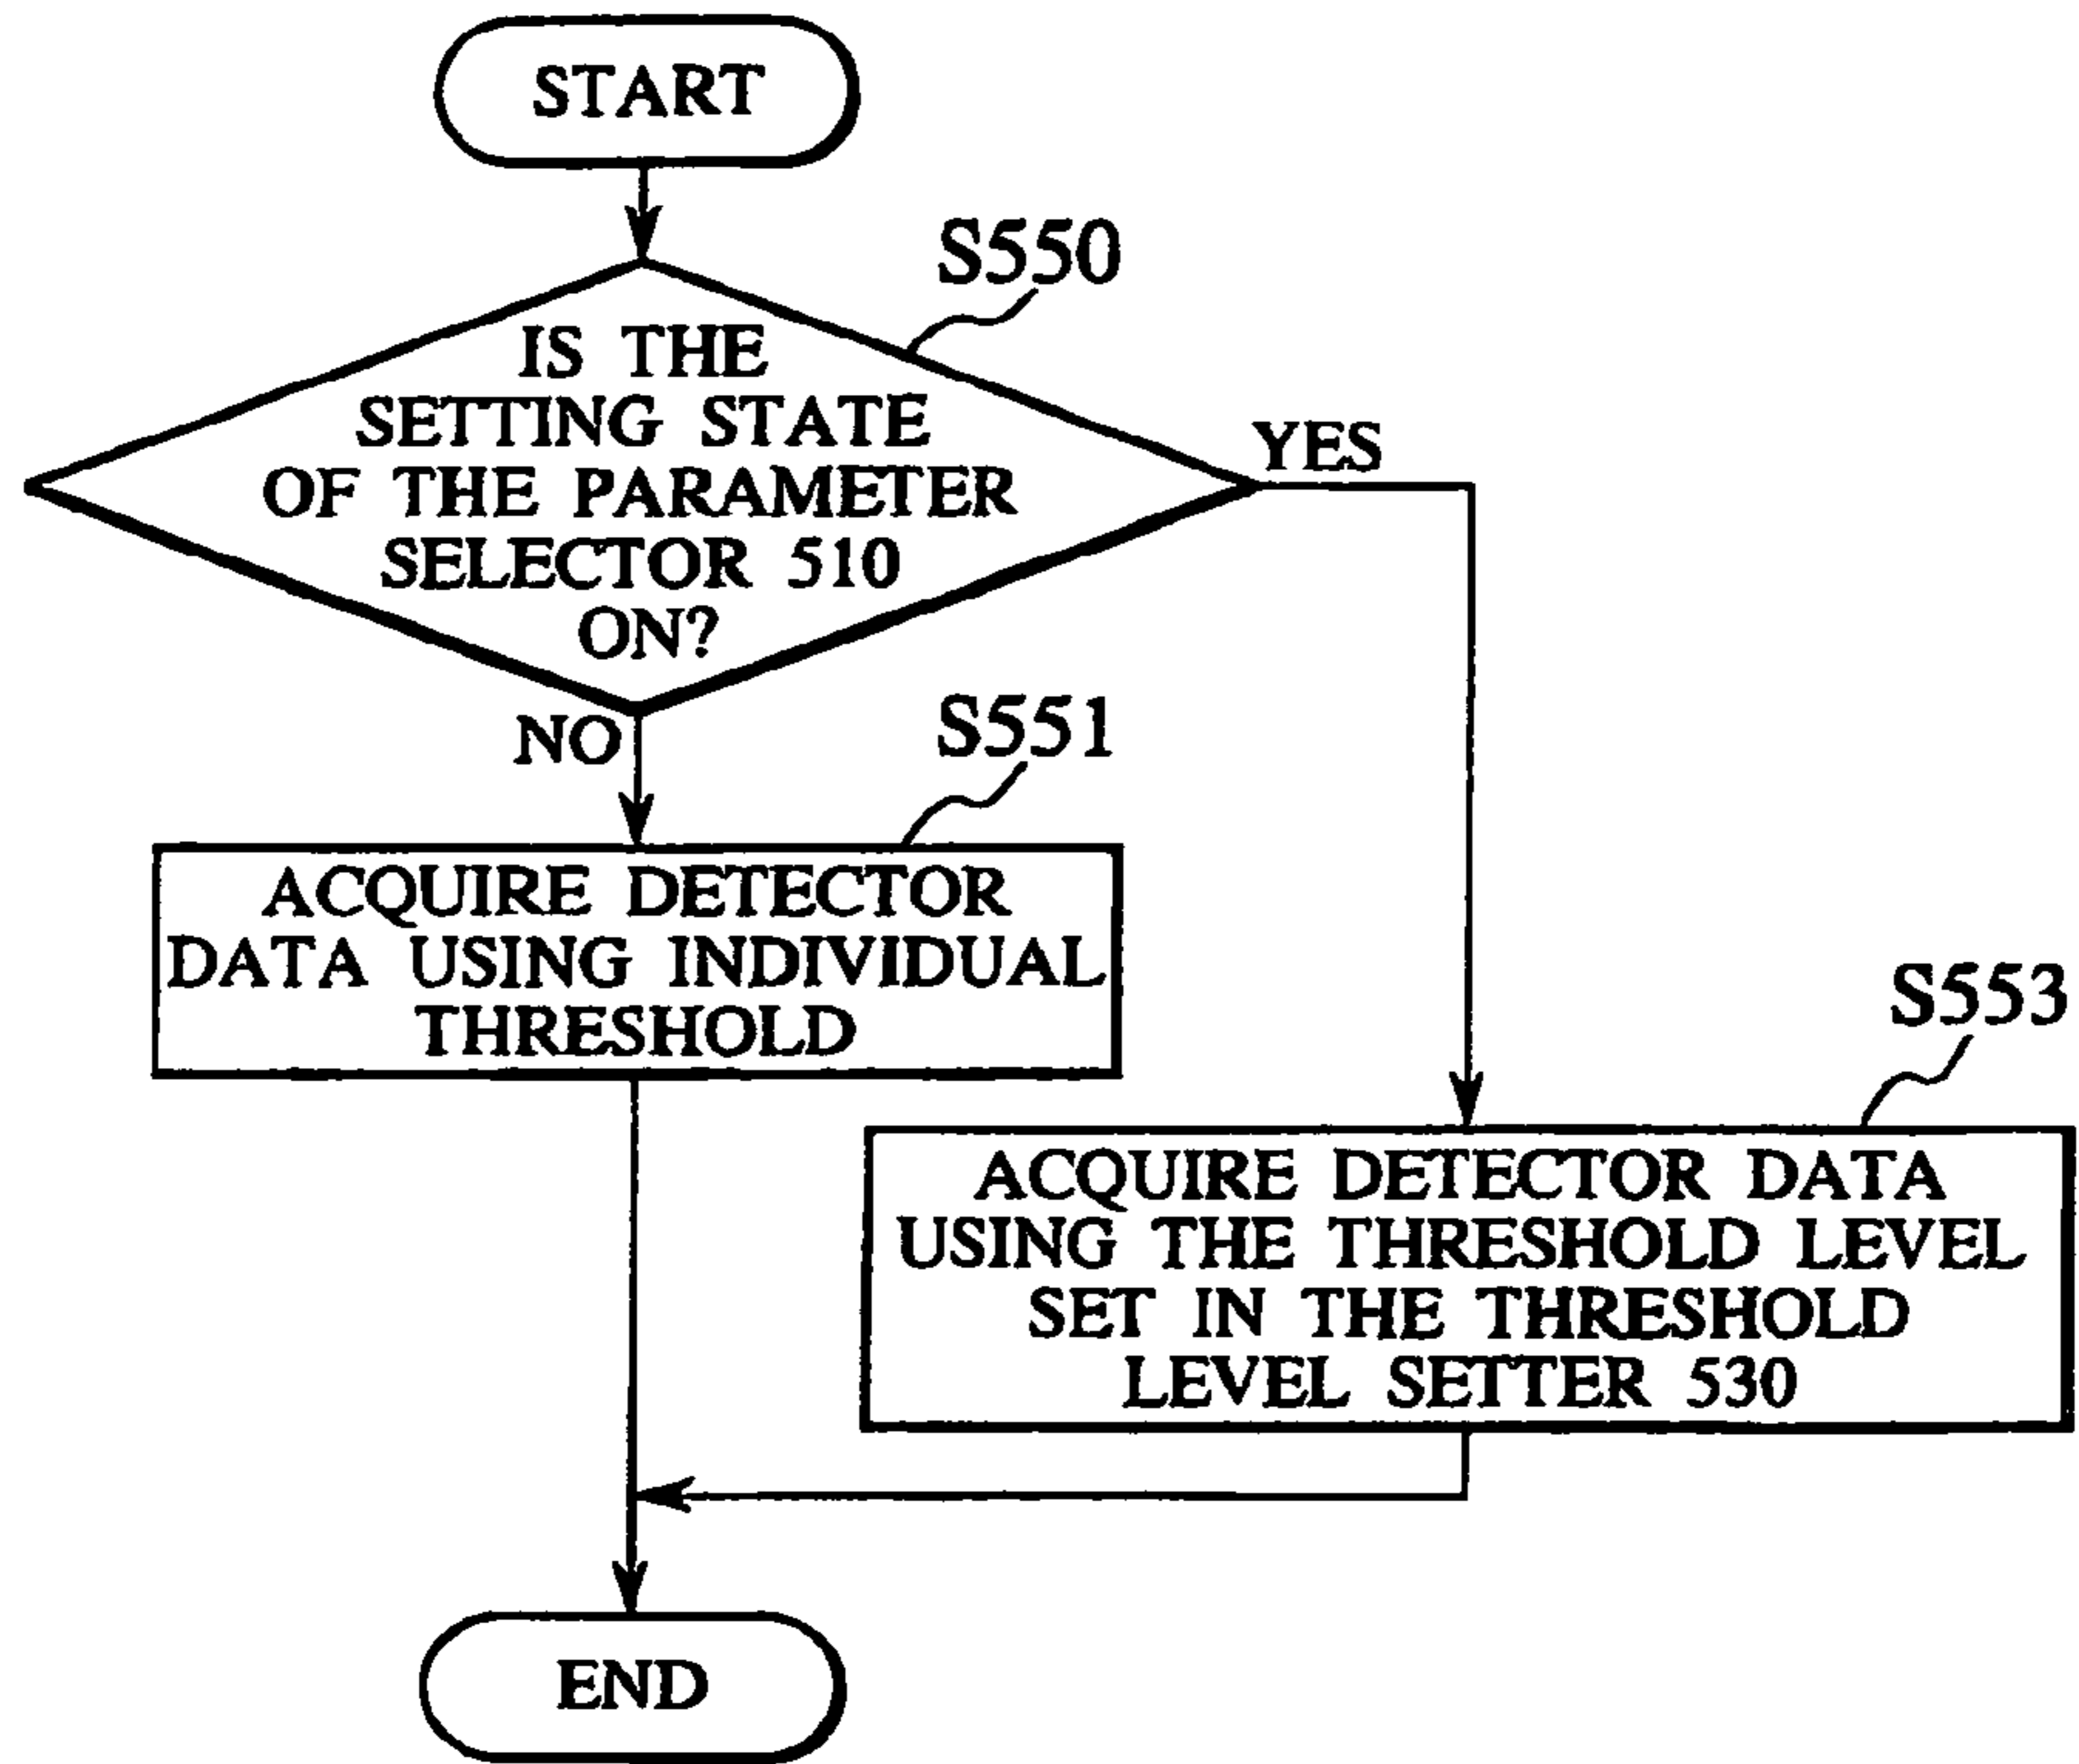 START
S550
IS THE
SETTING STATE
OF THE PARAMETER
SELECTOR 510
ON?
YES
NO
S551
ACQUIRE DETECTOR
DATA USING INDIVIDUAL
THRESHOLD
S553
ACQUIRE DETECTOR DATA
USING THE THRESHOLD LEVEL
SET IN THE THRESHOLD
LEVEL SETTER 530
END